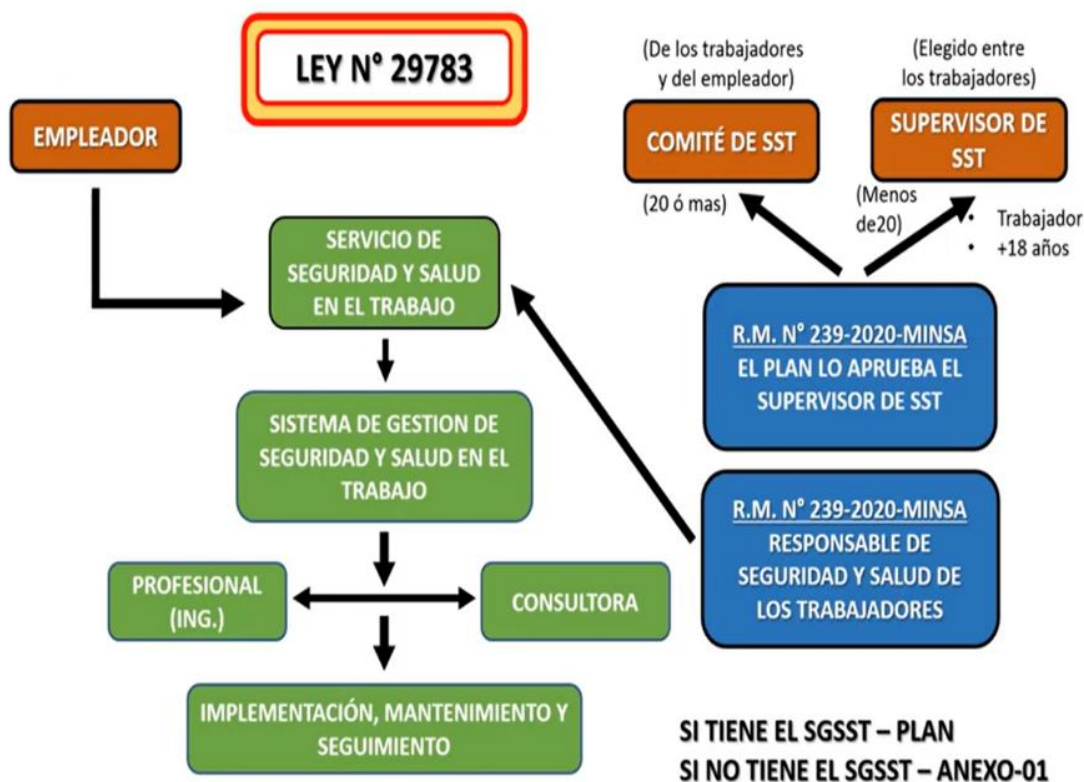 LEY N° 29783
EMPLEADOR
(De los trabajadores
y del empleador)
COMITÉ DE SST
(20 ó mas)
(Elegido entre
los trabajadores)
SUPERVISOR DE
SST
(Menos
de20)
• Trabajador
• +18 años
SERVICIO DE
SEGURIDAD Y SALUD
EN EL TRABAJO
SISTEMA DE GESTION DE
SEGURIDAD Y SALUD EN EL
TRABAJO
PROFESIONAL
(ING.)
CONSULTORA
IMPLEMENTACIÓN, MANTENIMIENTO Y
SEGUIMIENTO
R.M. N° 239-2020-MINSA
EL PLAN LO APRUEBA EL
SUPERVISOR DE SST
R.M. N° 239-2020-MINSA
RESPONSABLE DE
SEGURIDAD Y SALUD DE
LOS TRABAJADORES
SI TIENE EL SGSST – PLAN
SI NO TIENE EL SGSST – ANEXO-01